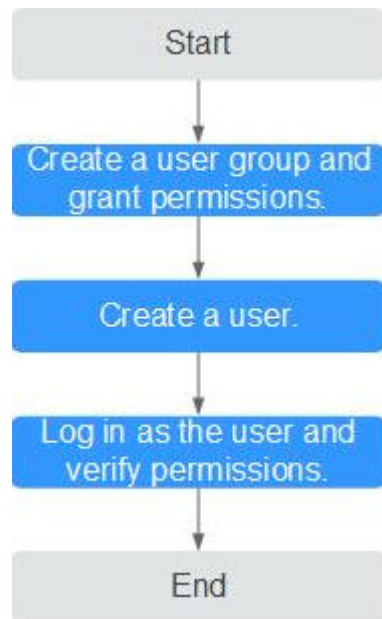 Start
Create a user group and
grant permissions.
Create a user.
Log in as the user and
verify permissions.
End